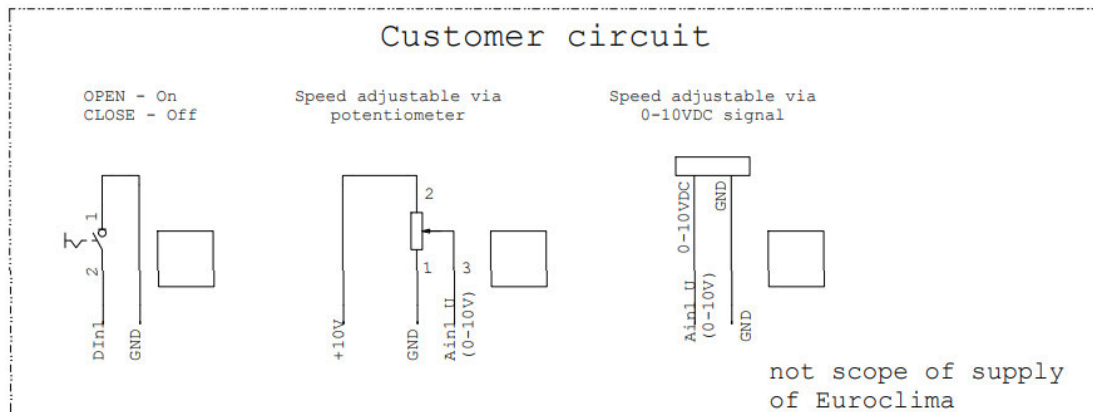 Customer circuit
OPEN - On
CLOSE - Off
Speed adjustable via
potentiometer
Speed adjustable via
0-10VDC signal
1
2
DIn1
GND
2
1
3
+10V
GND
Ain1 U
(0-10V)
0-10VDC
GND
Ain1 U
(0-10V)
GND
not scope of supply
of Euroclima